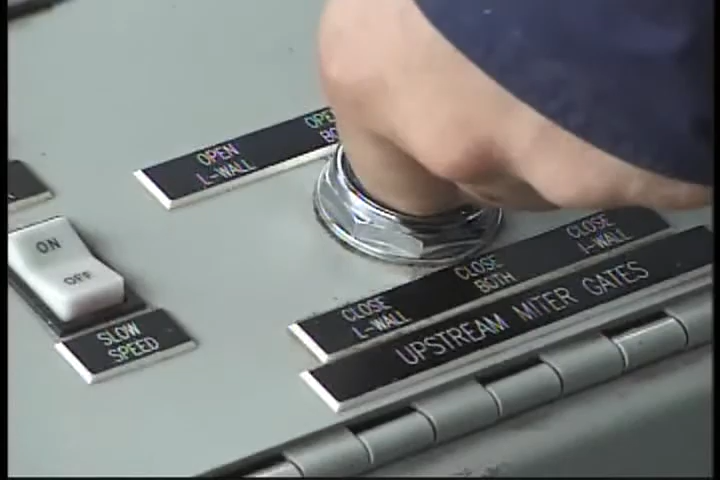 OPEN
L-WALL
ON
OFF
SLOW
SPEED
CLOSE
L-WALL
CLOSE
BOTH
CLOSE
I-WALL
UPSTREAM MITER GATES